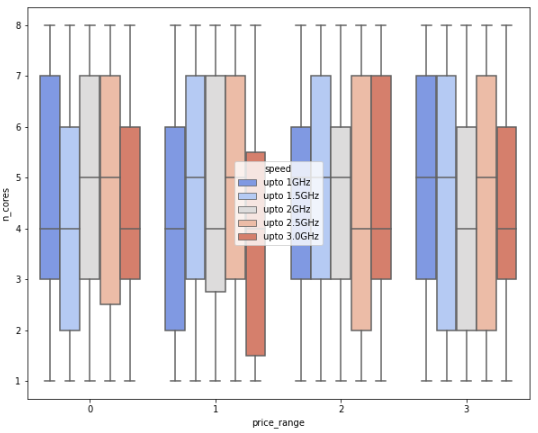 8
7
6
5
4
3
2
1
n_cores
speed
upto 1GHz
upto 1.5GHz
upto 2GHz
upto 2.5GHz
upto 3.0GHz
0 1 2 3
price_range